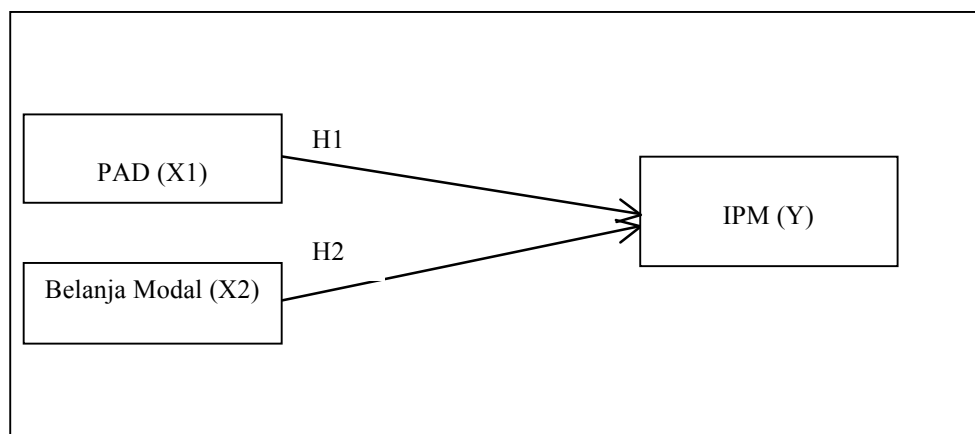 H1
PAD (X1)
IPM (Y)
H2
Belanja Modal (X2)